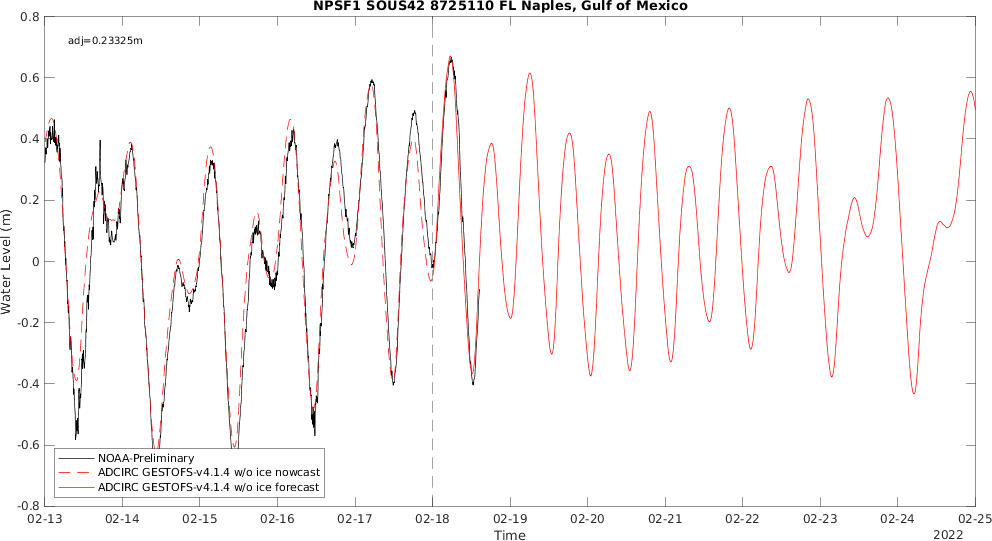 NPSF1 SOUS42 8725110 FL Naples, Gulf of Mexico
adj=0.23325m
0.8
0.6
0.4
0.2
0
-0.2
-0.4
-0.6
-0.8
Water Level (m)
NOAA-Preliminary
ADCIRC GESTOFS-v4.1.4 w/o ice nowcast
ADCIRC GESTOFS-v4.1.4 w/o ice forecast
02-13 02-14 02-15 02-16 02-17 02-18 02-19 02-20 02-21 02-22 02-23 02-24 02-25
Time
2022